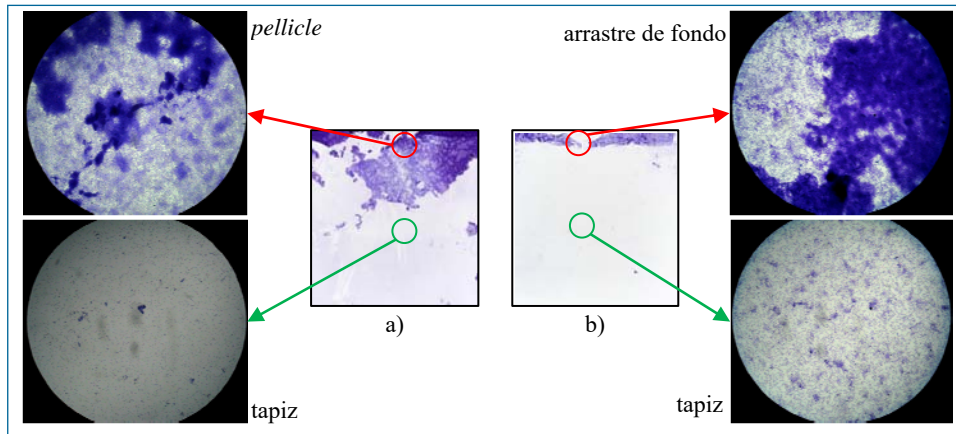 pellicle
arrastre de fondo
a)
b)
tapiz
tapiz